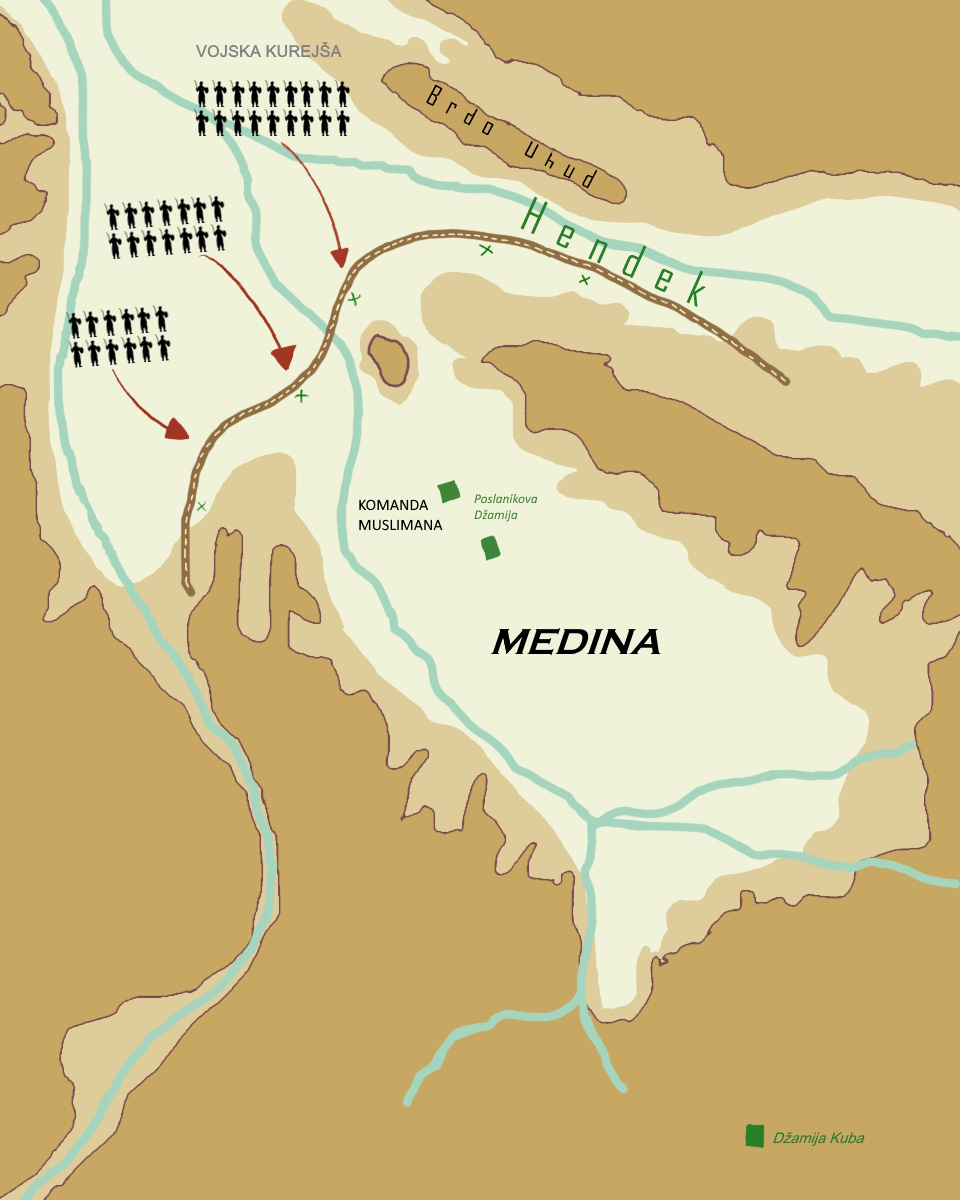 VOJSKA KUREJŠA
Brdo Uhud
Hendek
KOMANDA
MUSLIMANA
Poslanikova
Džamija
MEDINA
Džamija Kuba